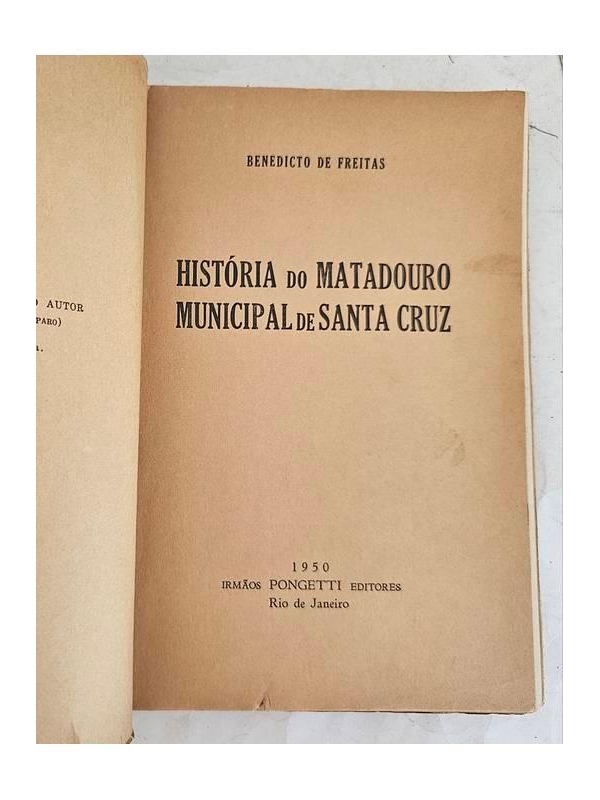 AUTOR
BENEDICTO DE FREITAS
HISTÓRIA DO MATADOURO
MUNICIPAL DE SANTA CRUZ
1950
IRMÃOS PONGETTI EDITORES
Rio de Janeiro